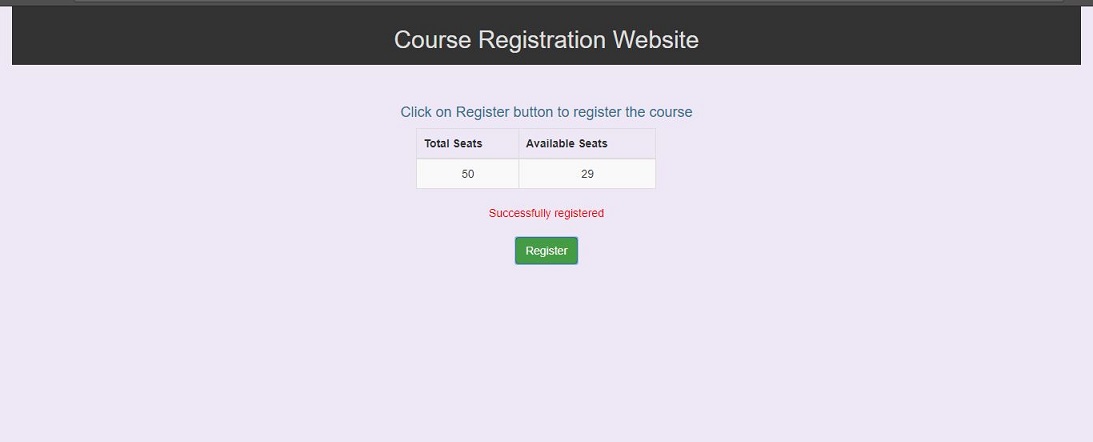 Course Registration Website
Click on Register button to register the course
Total Seats Available Seats
50 29
Successfully registered
Register